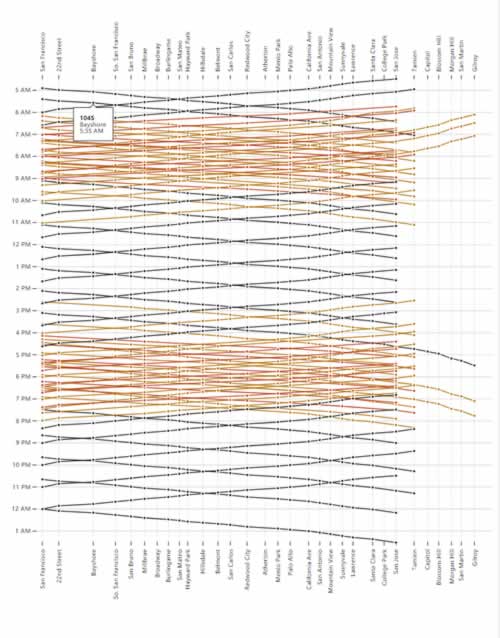 San Francisco
22nd Street
Bayshore
So. San Francisco
San Bruno
Millbrae
Broadway
Burlingame
San Mateo
Hayward Park
Hillsdale
Belmont
San Carlos
Redwood City
Atherton
Menlo Park
Palo Alto
California Ave
San Antonio
Mountain View
Sunnyvale
Lawrence
Santa Clara
College Park
San Jose
Tamien
Capitol
Blossom Hill
Morgan Hill
San Martin
Gilroy
5 AM
6 AM
104S
Bayshore
5:35 AM
7 AM
8 AM
9 AM
10 AM
11 AM
12 PM
1 PM
2 PM
3 PM
4 PM
5 PM
6 PM
7 PM
8 PM
9 PM
10 PM
11 PM
12 AM
1 AM
San Francisco
22nd Street
Bayshore
So. San Francisco
San Bruno
Millbrae
Broadway
Burlingame
San Mateo
Hayward Park
Hillsdale
Belmont
San Carlos
Redwood City
Atherton
Menlo Park
Palo Alto
California Ave
San Antonio
Mountain View
Sunnyvale
Lawrence
Santa Clara
College Park
San Jose
Tamien
Capitol
Blossom Hill
Morgan Hill
San Martin
Gilroy